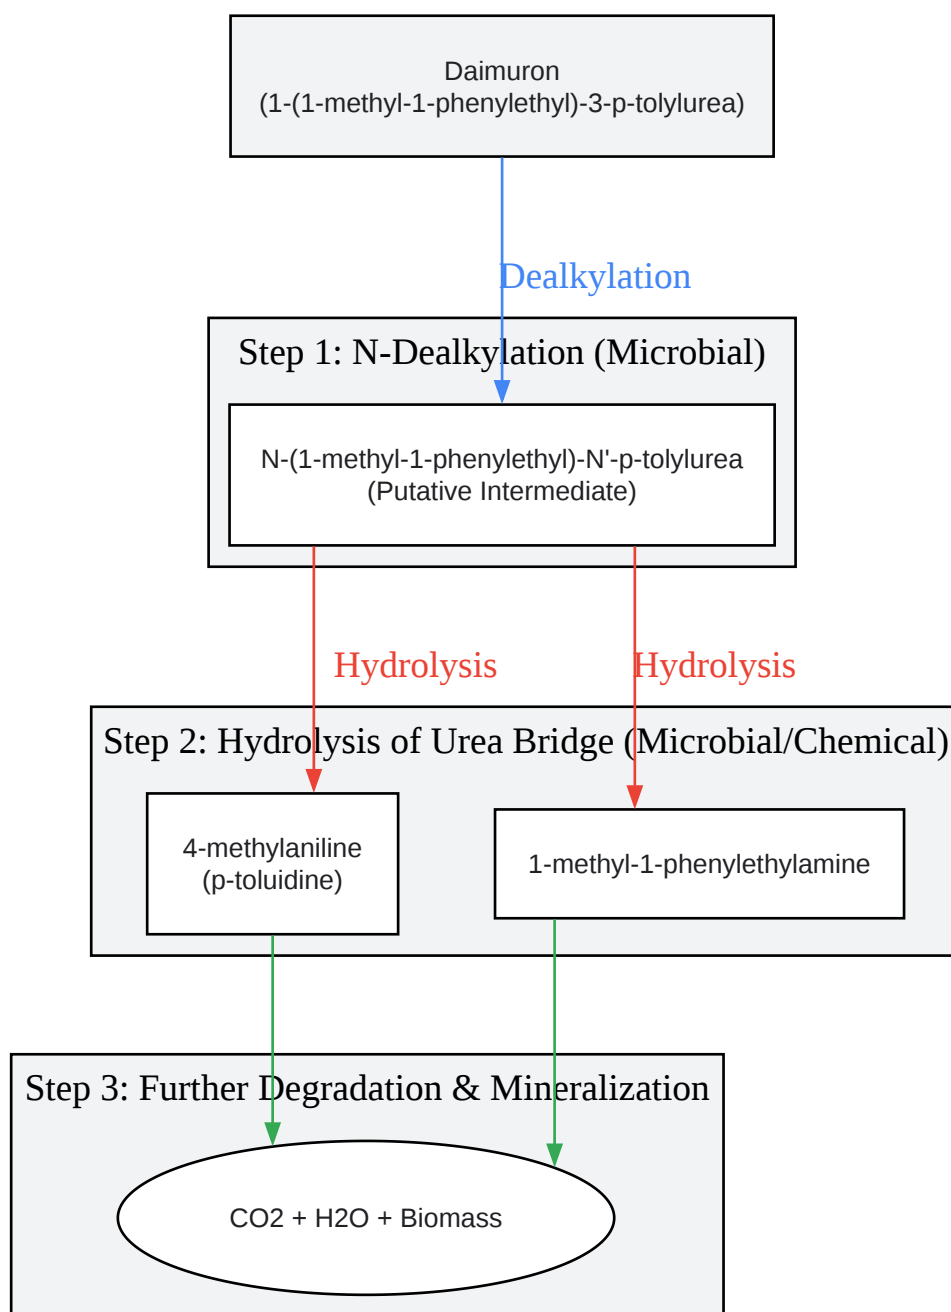 Daimuron
(1-(1-methyl-1-phenylethyl)-3-p-tolylurea)
Dealkylation
Step 1: N-Dealkylation (Microbial)
N-(1-methyl-1-phenylethyl)-N'-p-tolylurea
(Putative Intermediate)
Hydrolysis
Hydrolysis
Step 2: Hydrolysis of Urea Bridge (Microbial/Chemical)
4-methylaniline
(p-toluidine)
1-methyl-1-phenylethylamine
Step 3: Further Degradation & Mineralization
CO2 + H2O + Biomass